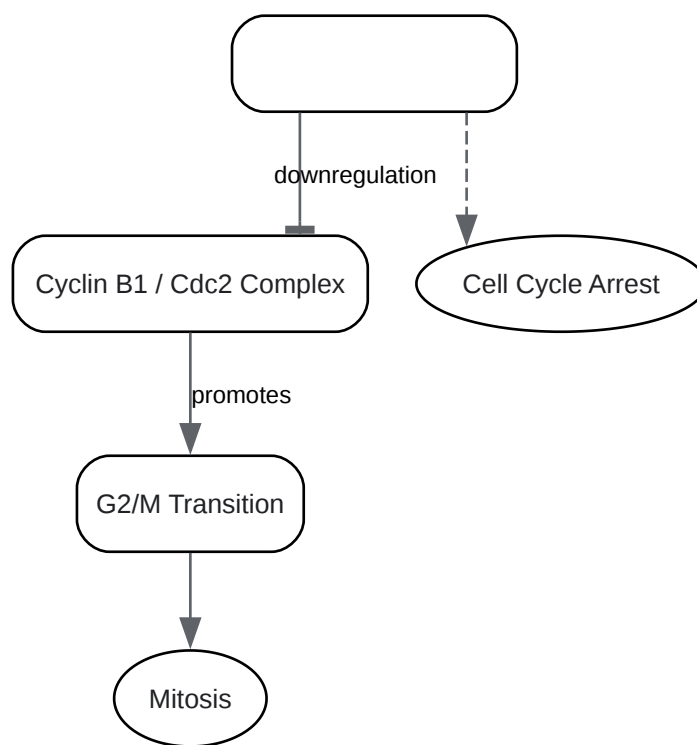 downregulation
Cyclin B1 / Cdc2 Complex
Cell Cycle Arrest
promotes
G2/M Transition
Mitosis